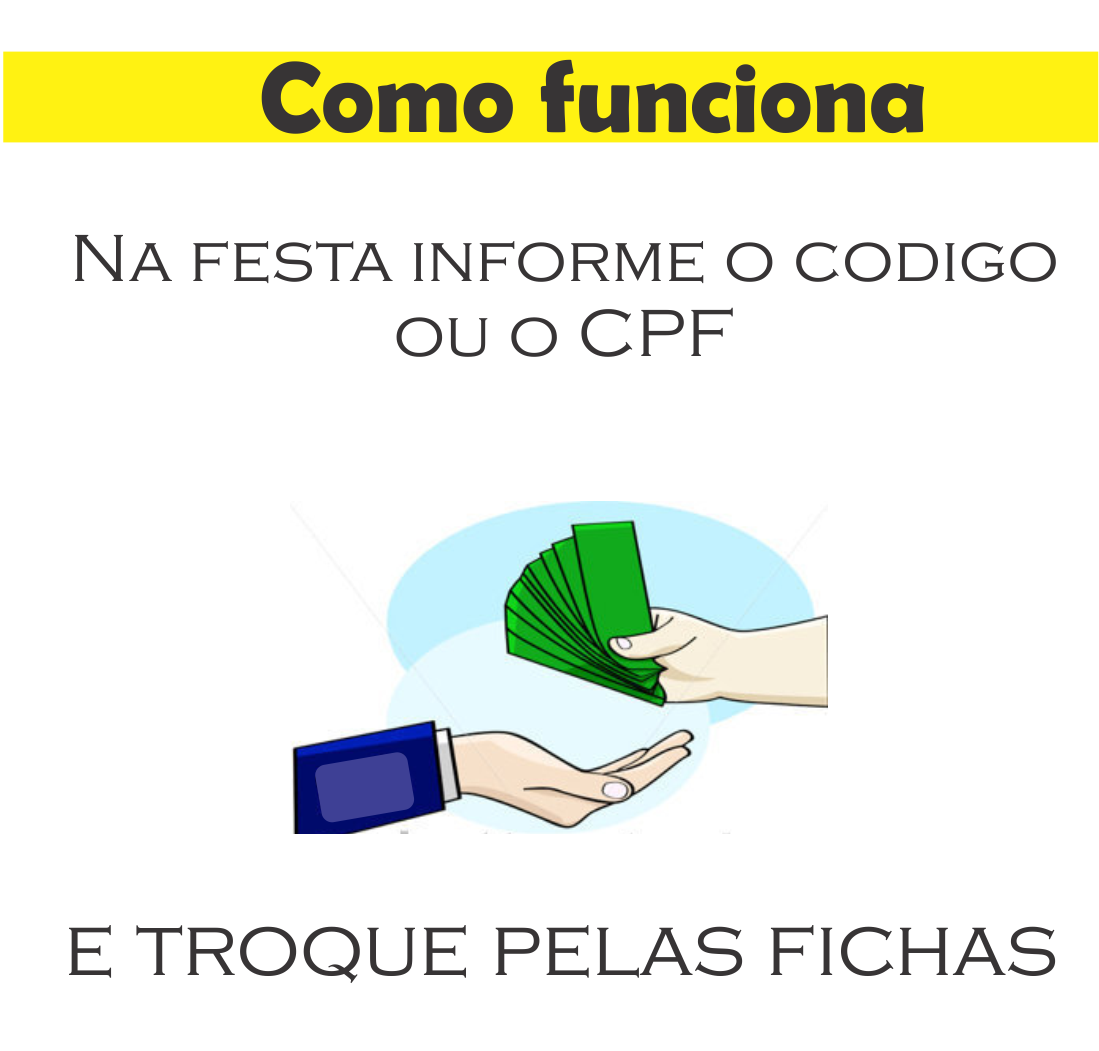 Como funciona
Na festa informe o codigo
ou o CPF
E TROQUE PELAS FICHAS